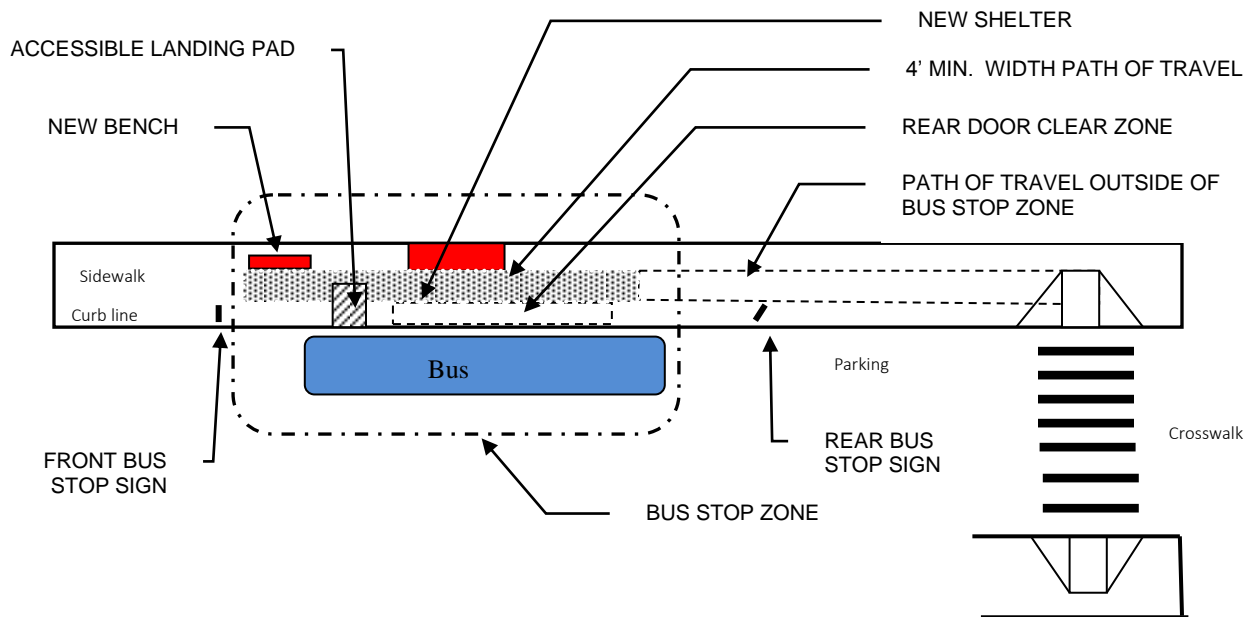 NEW SHELTER
ACCESSIBLE LANDING PAD
4' MIN. WIDTH PATH OF TRAVEL
NEW BENCH
REAR DOOR CLEAR ZONE
PATH OF TRAVEL OUTSIDE OF
BUS STOP ZONE
Sidewalk
Curb line
Bus
Parking
Crosswalk
FRONT BUS
STOP SIGN
REAR BUS
STOP SIGN
BUS STOP ZONE